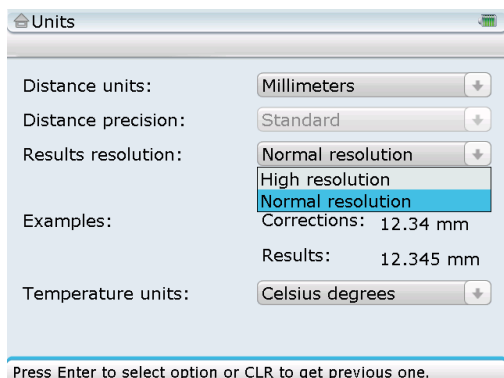 Units
Distance units: Millimeters
Distance precision: Standard
Results resolution: Normal resolution
High resolution
Normal resolution
Examples: Corrections: 12.34 mm
Results: 12.345 mm
Temperature units: Celsius degrees
Press Enter to select option or CLR to get previous one.